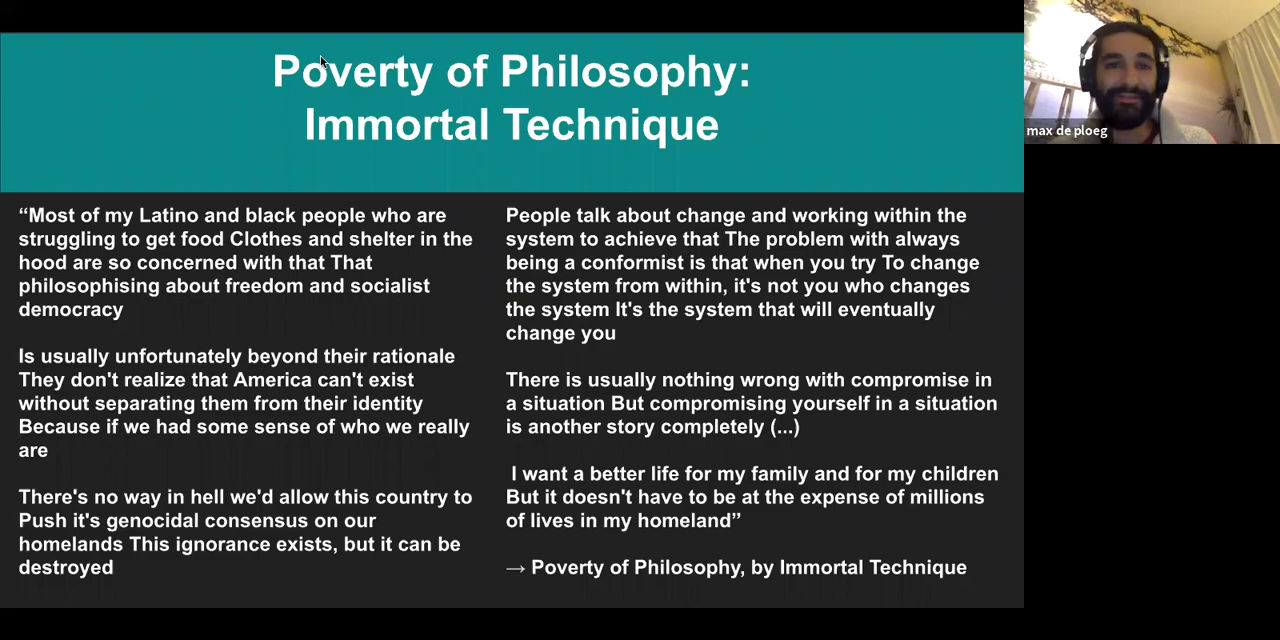 Poverty of Philosophy:
Immortal Technique
“Most of my Latino and black people who are
struggling to get food Clothes and shelter in the
hood are so concerned with that That
philosophising about freedom and socialist
democracy
Is usually unfortunately beyond their rationale
They don't realize that America can't exist
without separating them from their identity
Because if we had some sense of who we really
are
There's no way in hell we'd allow this country to
Push it's genocidal consensus on our
homelands This ignorance exists, but it can be
destroyed
People talk about change and working within the
system to achieve that The problem with always
being a conformist is that when you try To change
the system from within, it's not you who changes
the system It's the system that will eventually
change you
There is usually nothing wrong with compromise in
a situation But compromising yourself in a situation
is another story completely (...)
I want a better life for my family and for my children
But it doesn't have to be at the expense of millions
of lives in my homeland”
→ Poverty of Philosophy, by Immortal Technique
max de ploeg